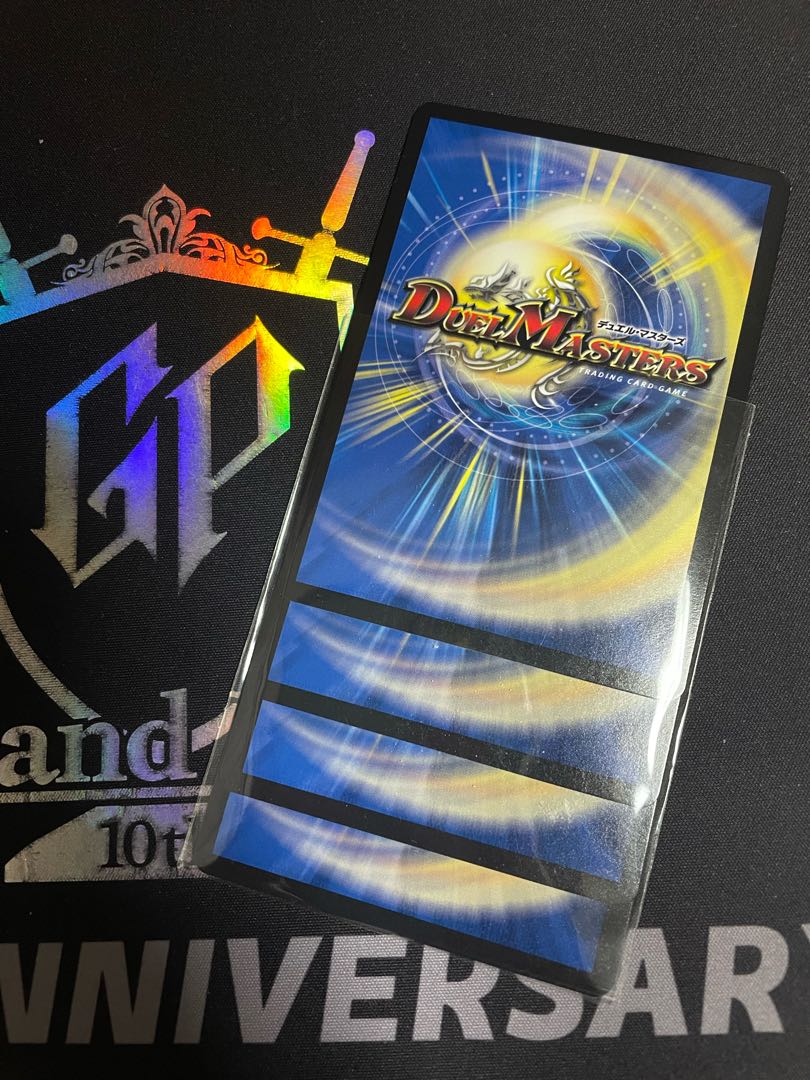 GP
and
10t
NNIVERSARY
DUEL MASTERS
デュエル・マスターズ
TRADING CARD GAME